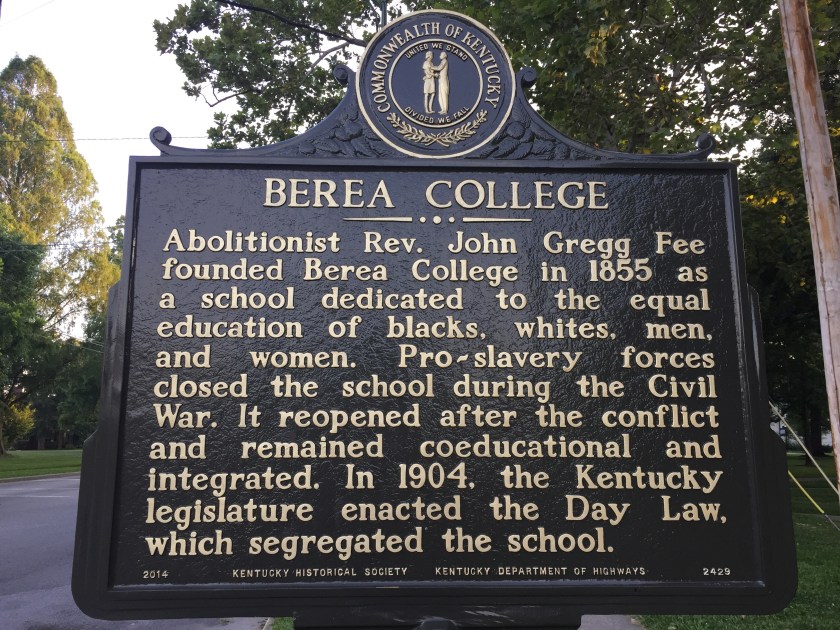 COMMONWEALTH OF KENTUCKY
UNITED WE STAND
DIVIDED WE FALL
BEREA COLLEGE
Abolitionist Rev. John Gregg Fee
founded Berea College in 1855 as
a school dedicated to the equal
education of blacks, whites, men,
and women. Pro-slavery forces
closed the school during the Civil
War. It reopened after the conflict
and remained coeducational and
integrated. In 1904, the Kentucky
legislature enacted the Day Law,
which segregated the school.
2014 KENTUCKY HISTORICAL SOCIETY KENTUCKY DEPARTMENT OF HIGHWAYS 2429